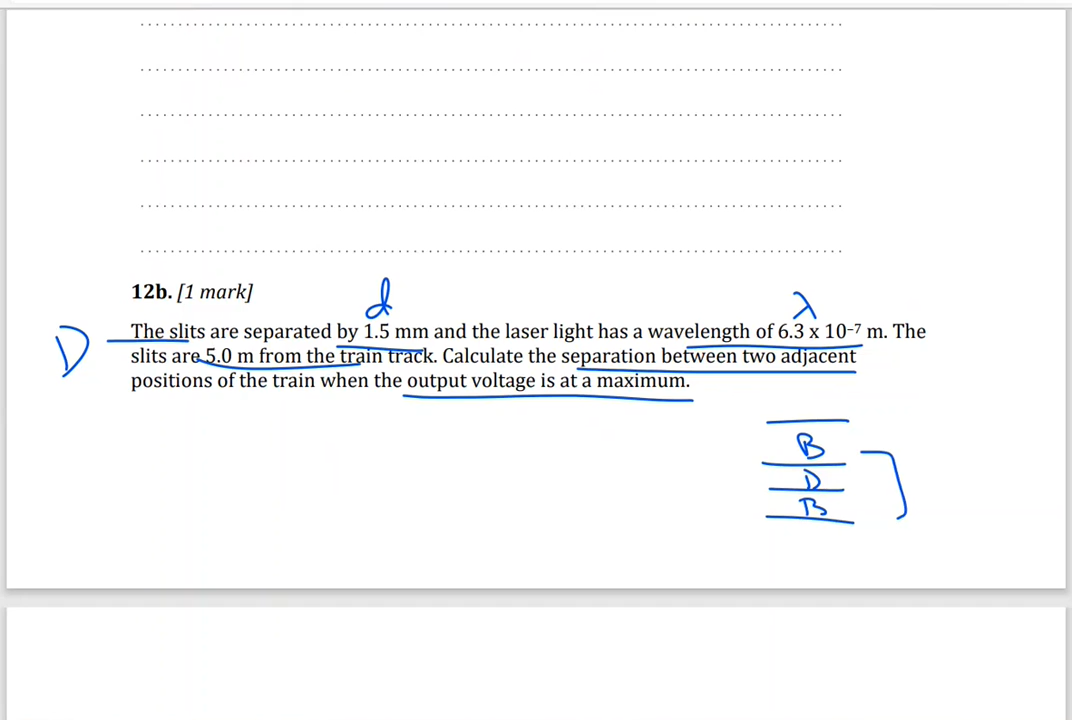 12b. [1 mark]
d
λ
The slits are separated by 1.5 mm and the laser light has a wavelength of 6.3 x 10⁻⁷ m. The
D
slits are 5.0 m from the train track. Calculate the separation between two adjacent
positions of the train when the output voltage is at a maximum.
B
D
B